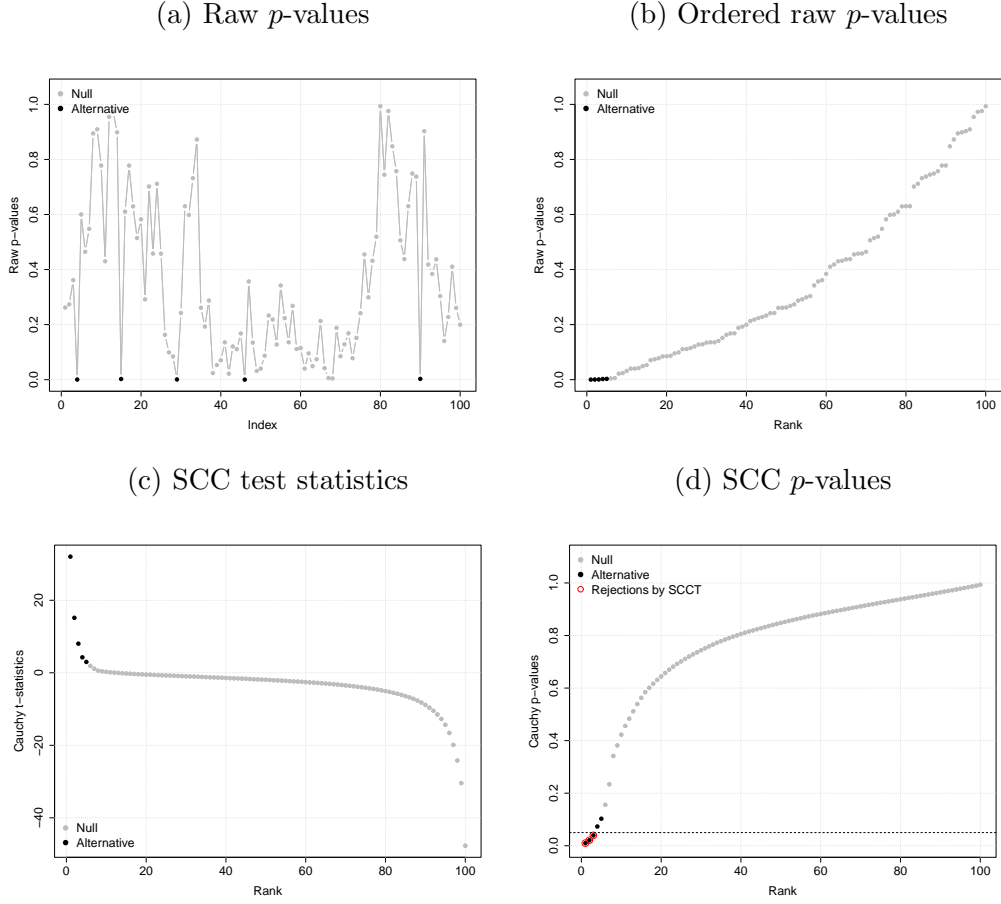 (a) Raw p-values
Null
Alternative
1.0
0.8
0.6
0.4
0.2
0.0
Raw p−values
0 20 40 60 80 100
Index
(b) Ordered raw p-values
Null
Alternative
1.0
0.8
0.6
0.4
0.2
0.0
Raw p−values
0 20 40 60 80 100
Rank
(c) SCC test statistics
20
0
−20
−40
Cauchy t−statistics
Null
Alternative
0 20 40 60 80 100
Rank
(d) SCC p-values
Null
Alternative
Rejections by SCCT
1.0
0.8
0.6
0.4
0.2
0.0
Cauchy p−values
0 20 40 60 80 100
Rank